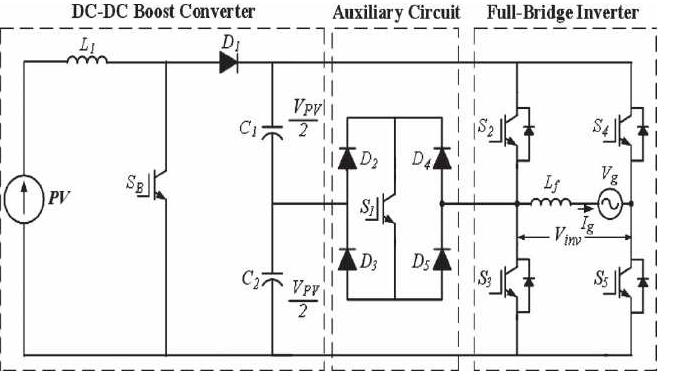 DC-DC Boost Converter
Auxiliary Circuit
Full-Bridge Inverter
L1
D1
C1
VPV
2
S2
S4
D2
D4
Vg
Lf
SB
PV
S1
Ig
Vinv
D3
D5
S3
S5
C2
VPV
2